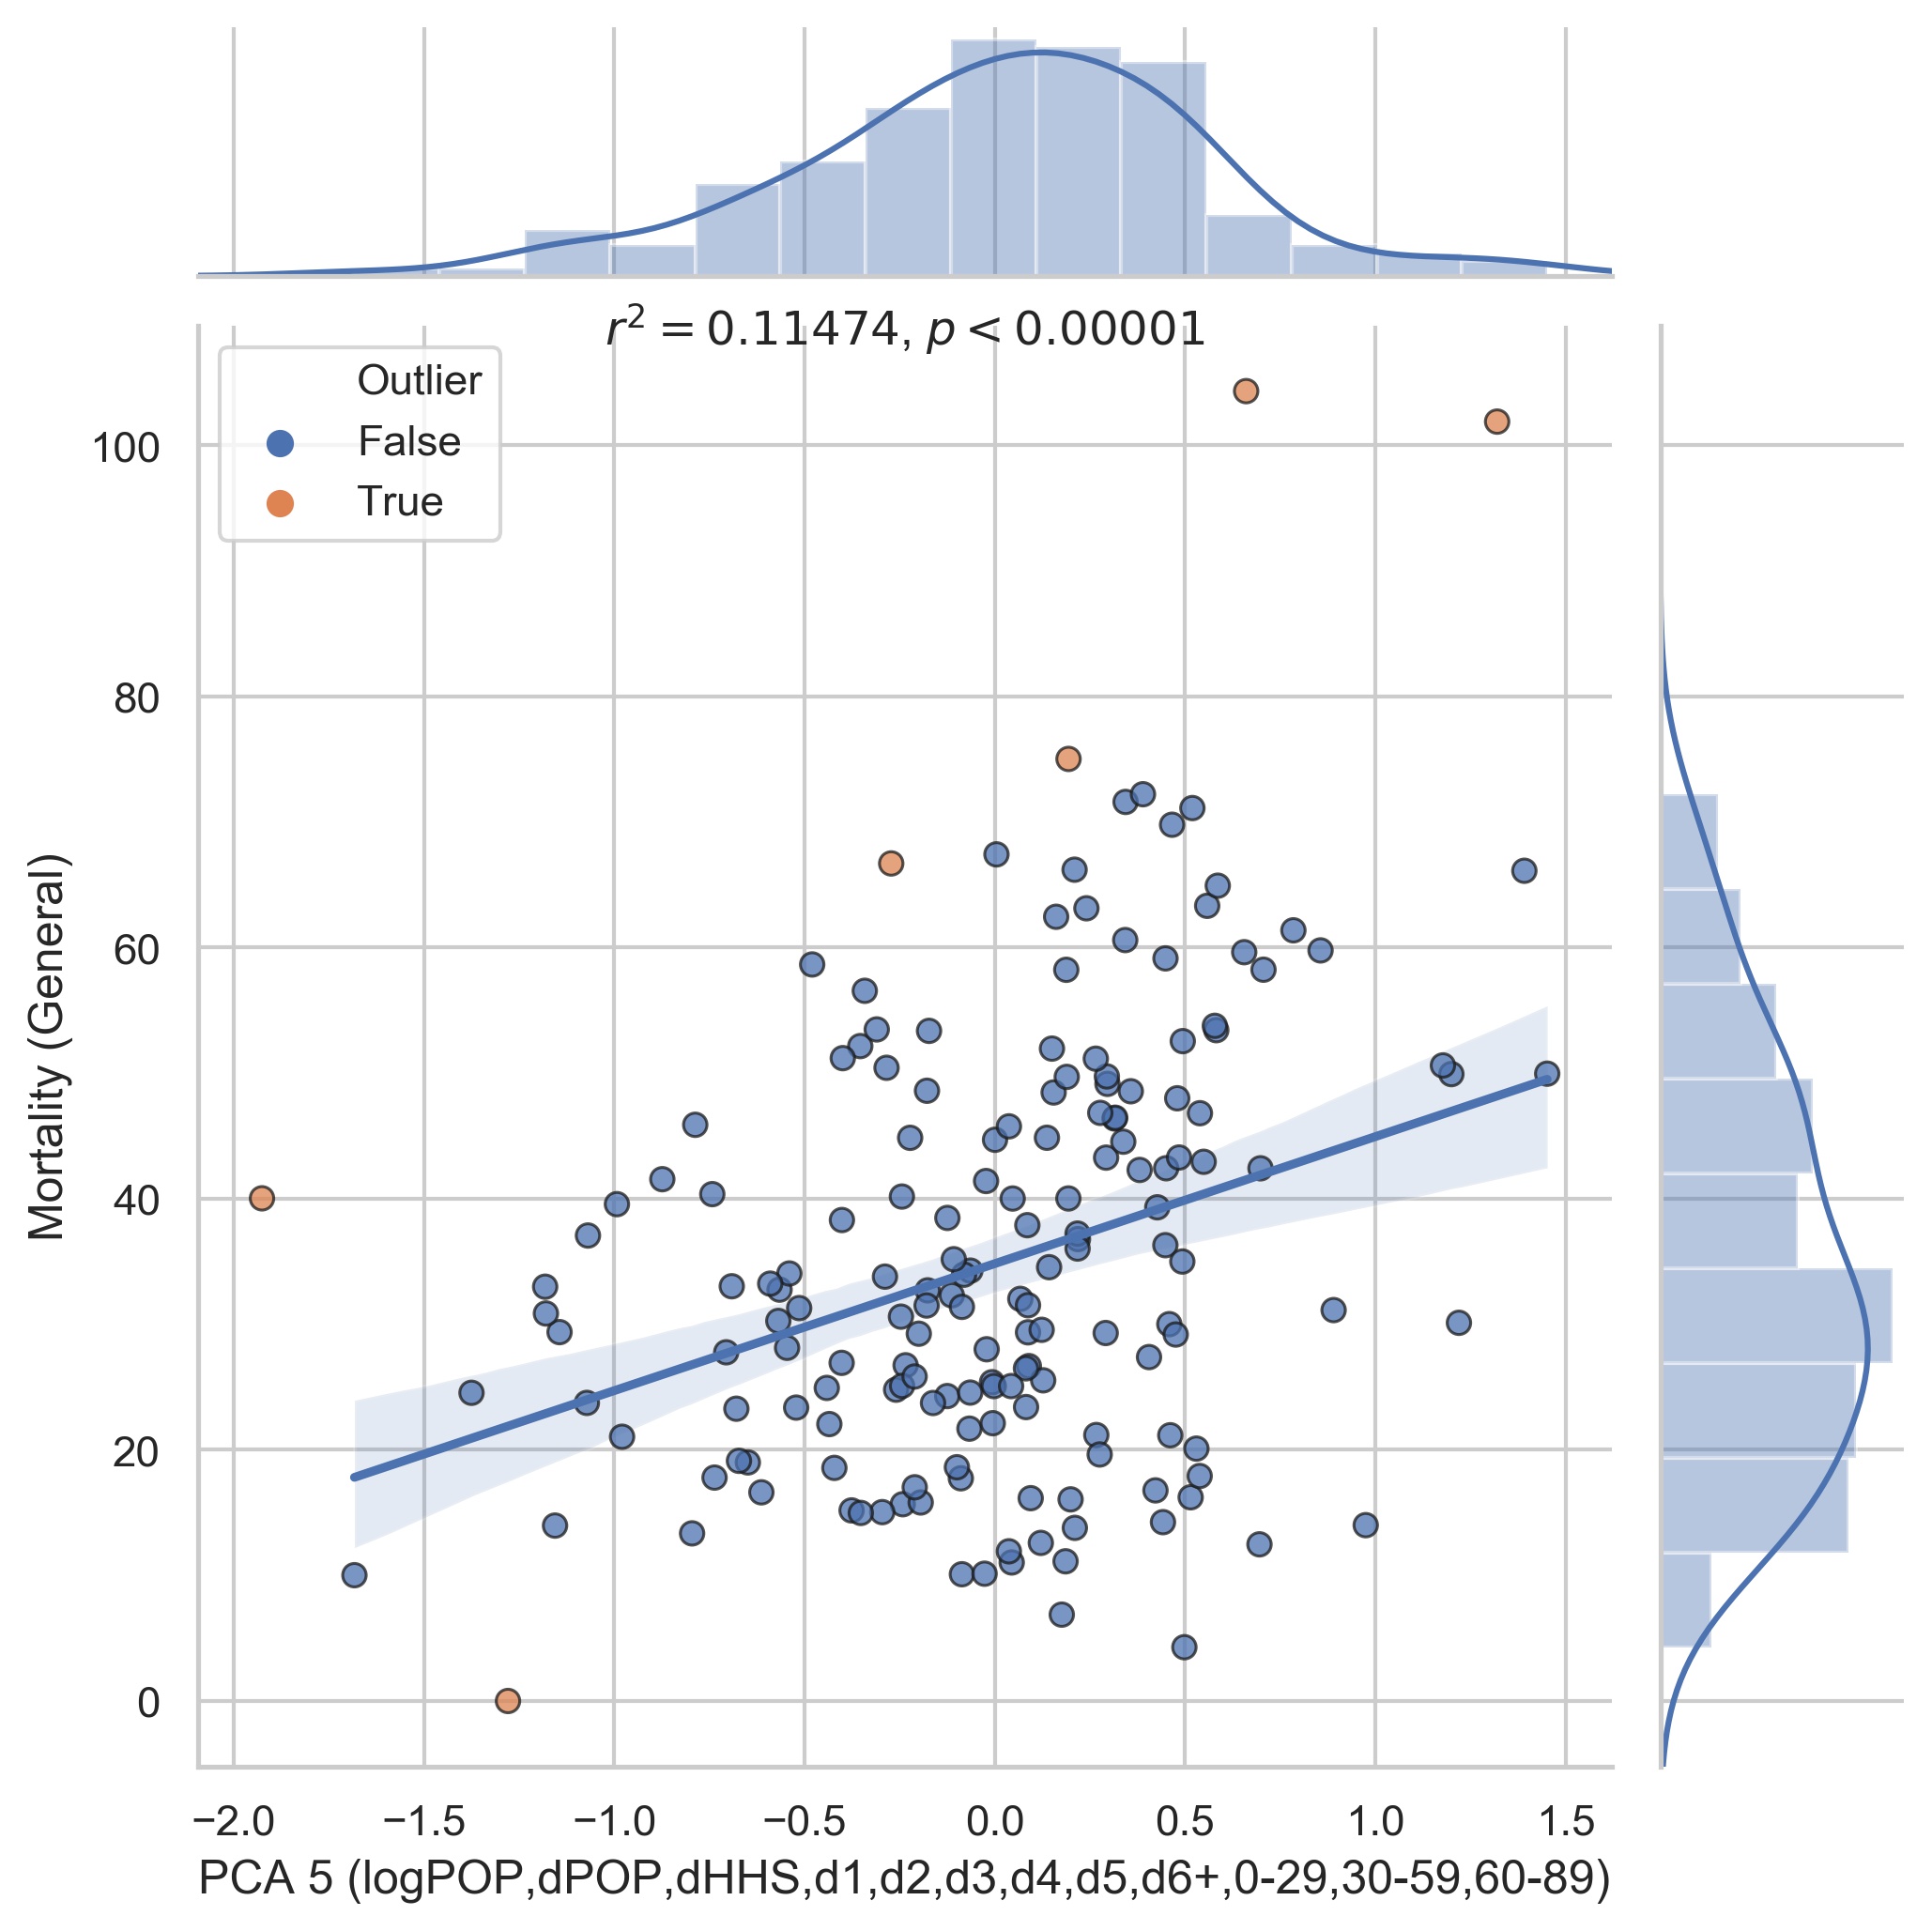 r² = 0.11474, p < 0.00001
Outlier
False
True
100
80
60
40
20
0
Mortality (General)
−2.0 −1.5 −1.0 −0.5 0.0 0.5 1.0 1.5
PCA 5 (logPOP,dPOP,dHHS,d1,d2,d3,d4,d5,d6+,0-29,30-59,60-89)